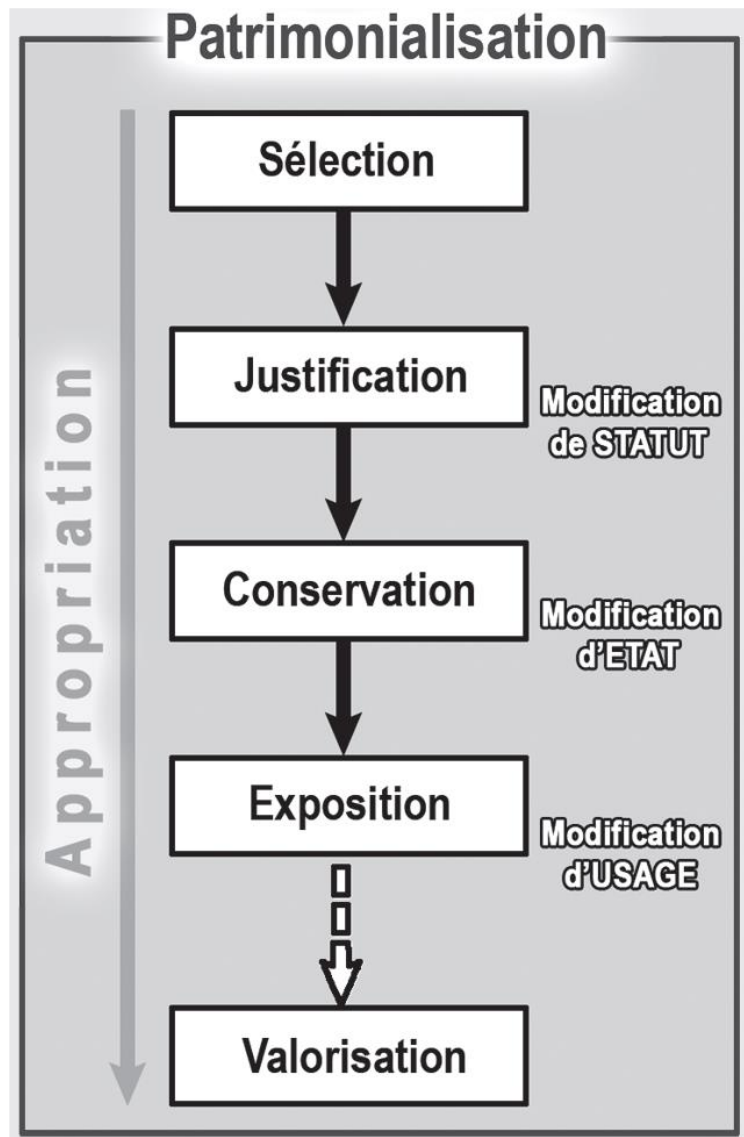 Patrimonialisation
Sélection
Justification
Modification
de STATUT
Conservation
Modification
d'ETAT
Exposition
Modification
d'USAGE
Valorisation
Appropriation